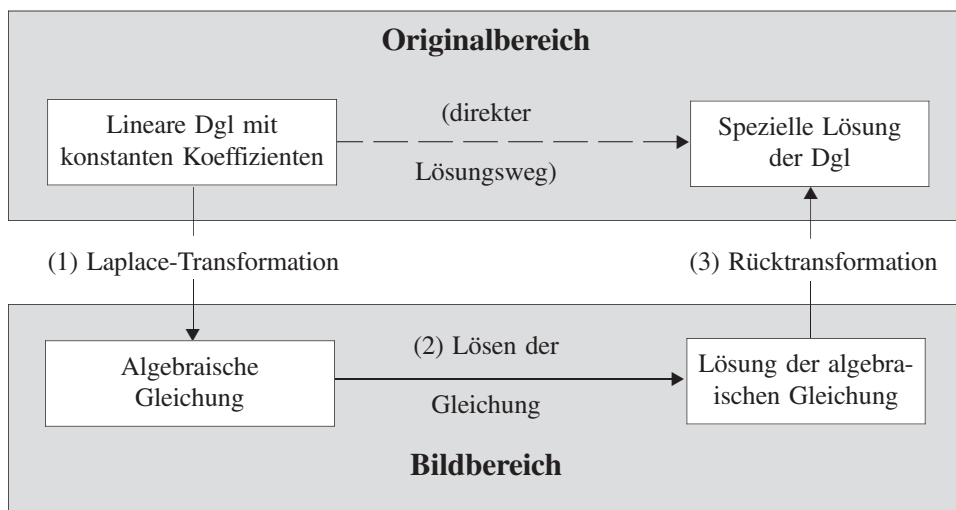 Originalbereich
Lineare Dgl mit
konstanten Koeffizienten
(direkter
Lösungsweg)
Spezielle Lösung
der Dgl
(1) Laplace-Transformation
(3) Rücktransformation
Algebraische
Gleichung
(2) Lösen der
Gleichung
Lösung der algebra-
ischen Gleichung
Bildbereich